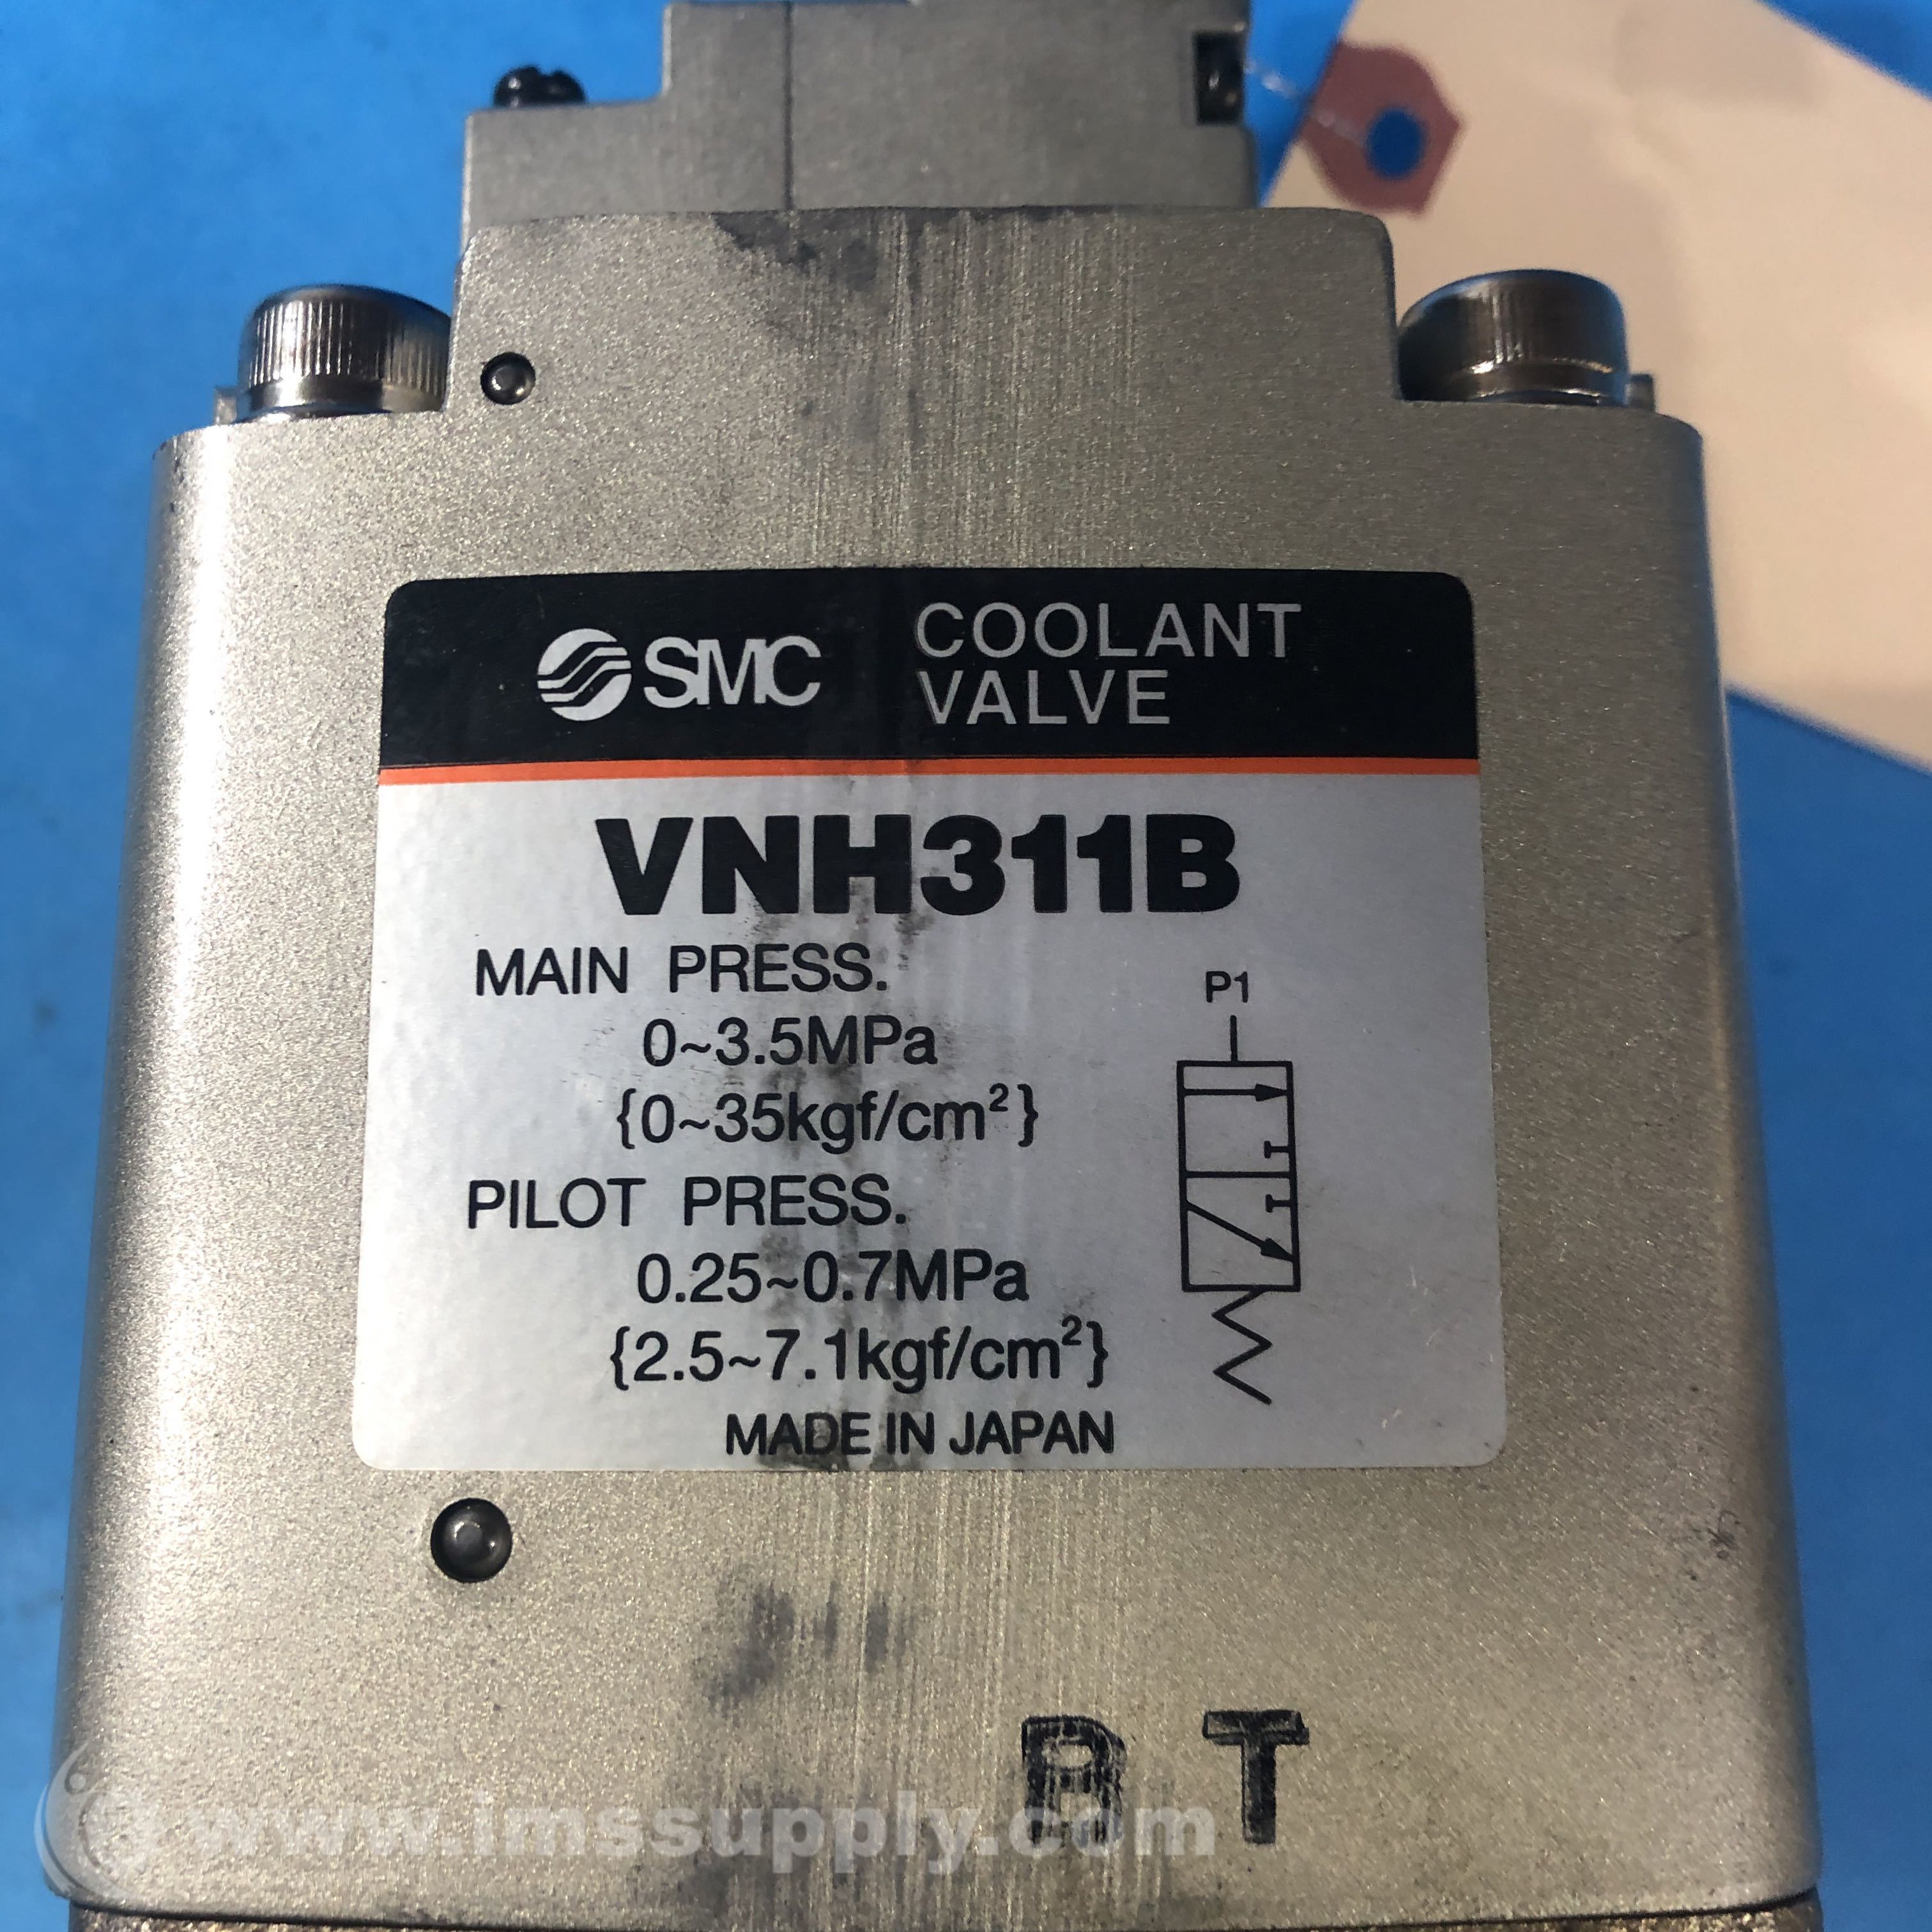 SMC COOLANT
VALVE
VNH311B
MAIN PRESS.
0~3.5MPa
{0~35kgf/cm²}
PILOT PRESS.
0.25~0.7MPa
{2.5~7.1kgf/cm²}
MADE IN JAPAN
P1
R T
www.imssupply.com